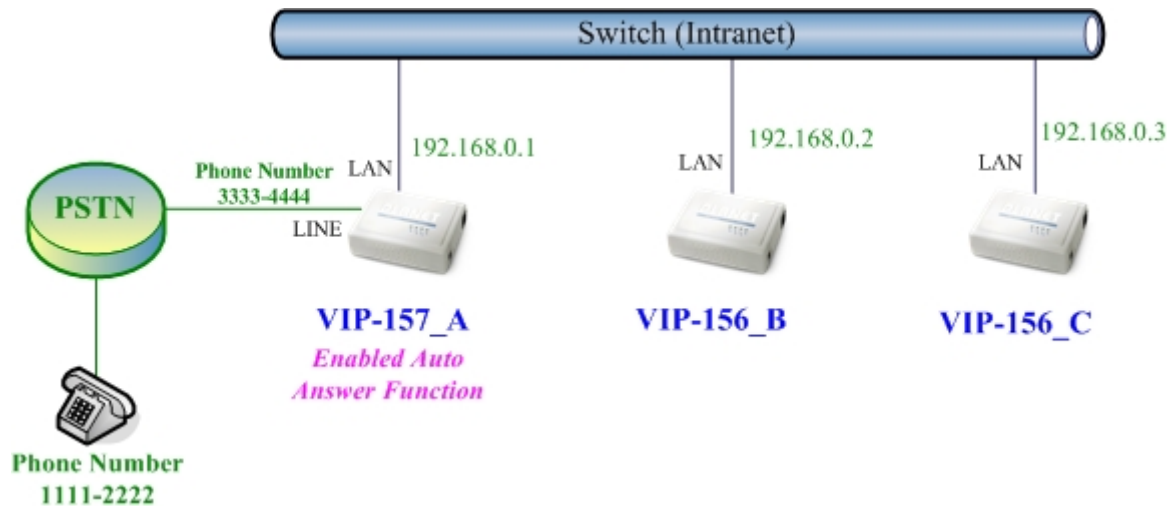 Switch (Intranet)
192.168.0.1
192.168.0.2
192.168.0.3
LAN
LAN
LAN
Phone Number
3333-4444
PSTN
LINE
PLANET
VIP-157_A
VIP-156_B
VIP-156_C
Enabled Auto
Answer Function
Phone Number
1111-2222